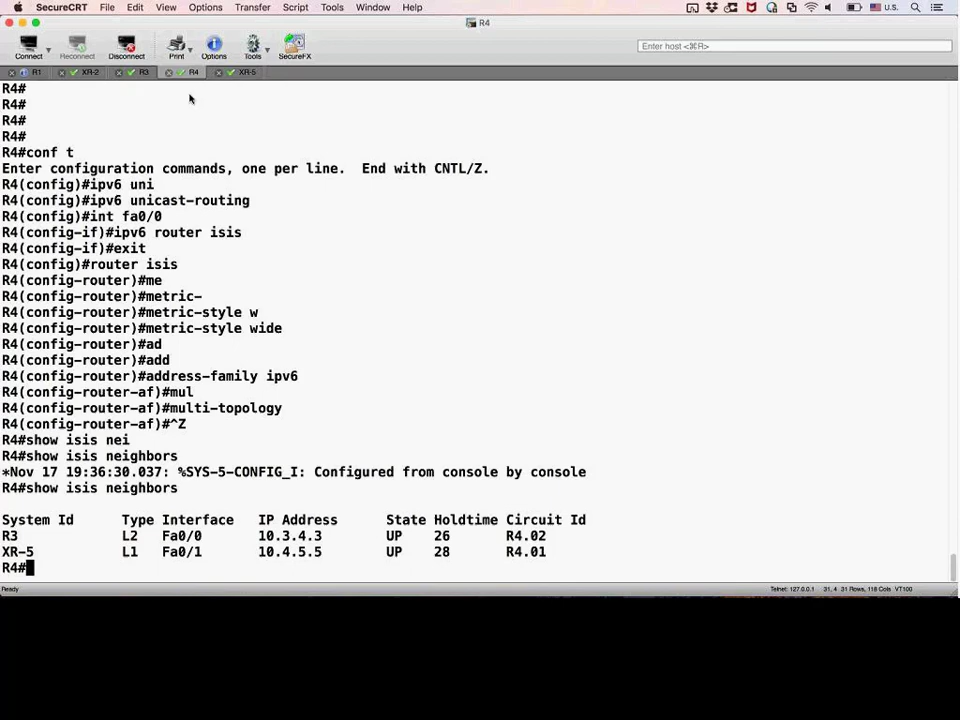 SecureCRT File Edit View Options Transfer Script Tools Window Help U.S.
R4
Connect Reconnect Disconnect Print Options Tools SecureFX Enter host <⌘R>
R1 XR-2 R3 R4 XR-5
R4#
R4#
R4#
R4#
R4#conf t
Enter configuration commands, one per line.  End with CNTL/Z.
R4(config)#ipv6 uni
R4(config)#ipv6 unicast-routing
R4(config)#int fa0/0
R4(config-if)#ipv6 router isis
R4(config-if)#exit
R4(config)#router isis
R4(config-router)#me
R4(config-router)#metric-
R4(config-router)#metric-style w
R4(config-router)#metric-style wide
R4(config-router)#ad
R4(config-router)#add
R4(config-router)#address-family ipv6
R4(config-router-af)#mul
R4(config-router-af)#multi-topology
R4(config-router-af)#^Z
R4#show isis nei
R4#show isis neighbors
*Nov 17 19:36:30.037: %SYS-5-CONFIG_I: Configured from console by console
R4#show isis neighbors
System Id Type Interface IP Address State Holdtime Circuit Id
R3 L2 Fa0/0 10.3.4.3 UP 26 R4.02
XR-5 L1 Fa0/1 10.4.5.5 UP 28 R4.01
R4#
Ready Telnet: 127.0.0.1 31, 4 31 Rows, 118 Cols VT100